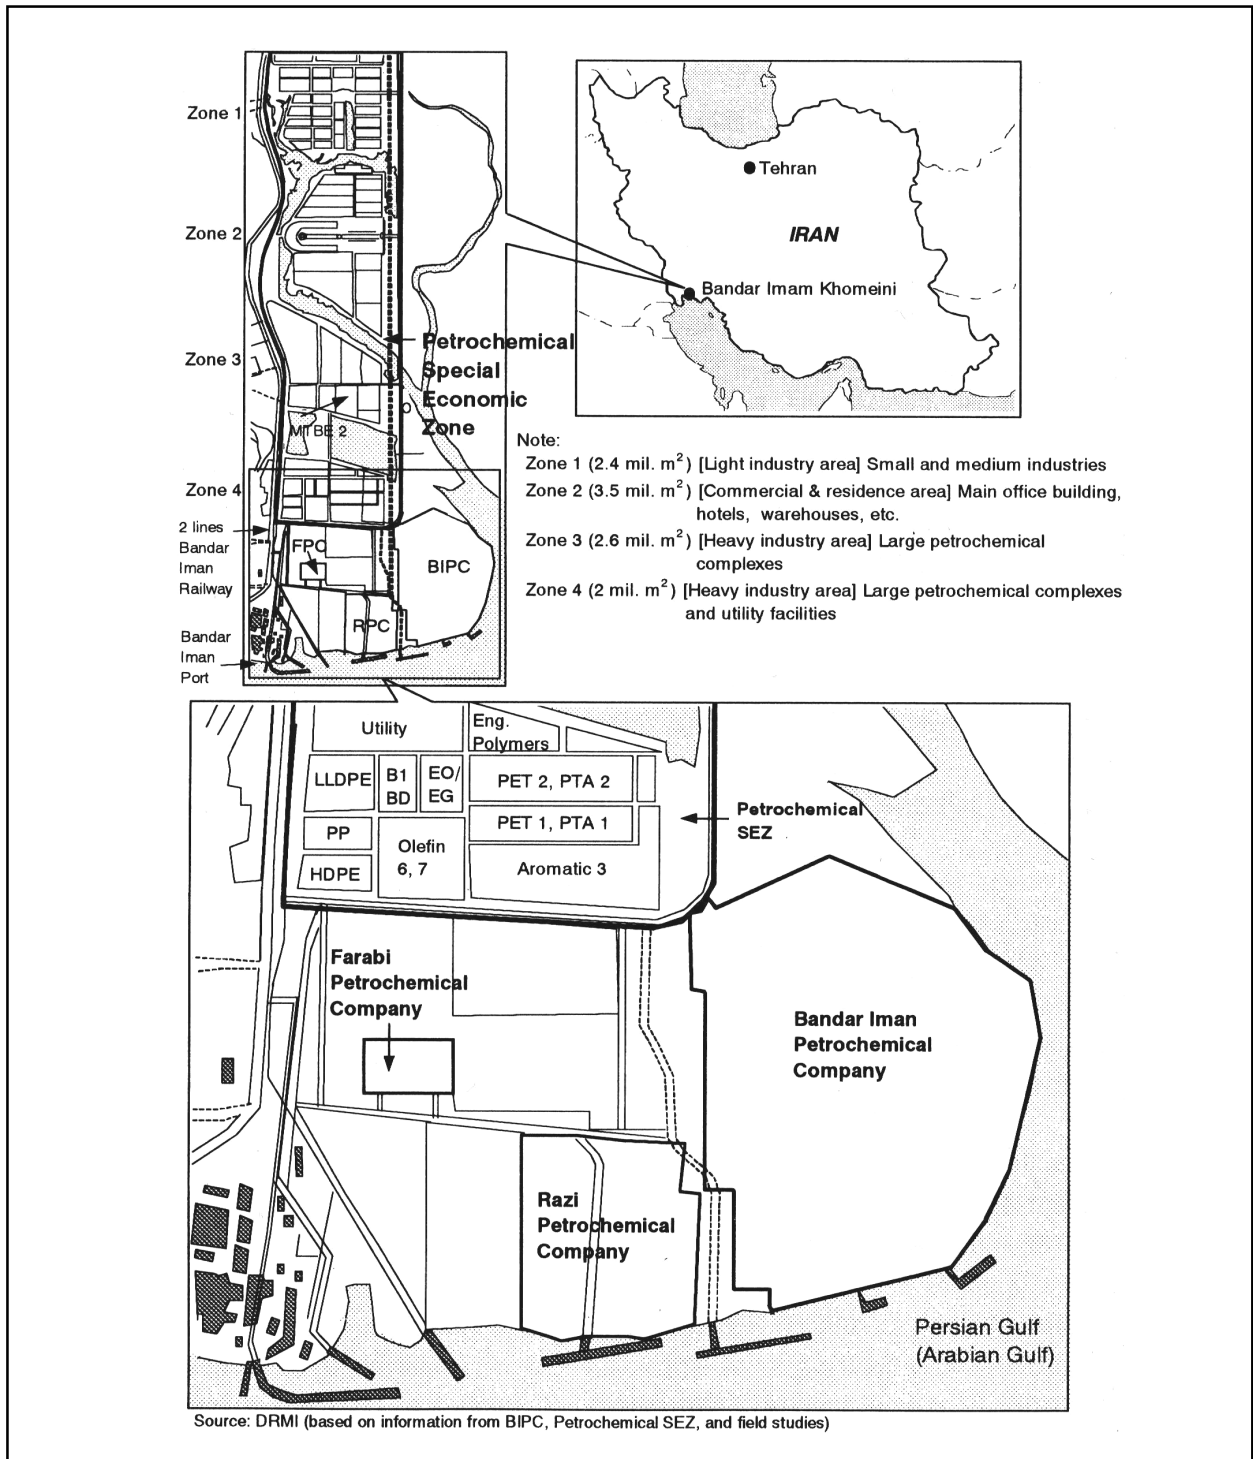 Zone 1
Zone 2
Zone 3
Zone 4
Petrochemical
Special
Economic
Zone
MTBE 2
2 lines
Bandar
Iman
Railway
FPC
BIPC
RPC
Bandar
Iman
Port
Tehran
IRAN
Bandar Imam Khomeini
Note:
Zone 1 (2.4 mil. m²) [Light industry area] Small and medium industries
Zone 2 (3.5 mil. m²) [Commercial & residence area] Main office building,
hotels, warehouses, etc.
Zone 3 (2.6 mil. m²) [Heavy industry area] Large petrochemical
complexes
Zone 4 (2 mil. m²) [Heavy industry area] Large petrochemical complexes
and utility facilities
Utility
Eng.
Polymers
LLDPE
B1
BD
EO/
EG
PET 2, PTA 2
PP
Olefin
6, 7
PET 1, PTA 1
HDPE
Aromatic 3
Petrochemical
SEZ
Farabi
Petrochemical
Company
Bandar Iman
Petrochemical
Company
Razi
Petrochemical
Company
Persian Gulf
(Arabian Gulf)
Source: DRMI (based on information from BIPC, Petrochemical SEZ, and field studies)